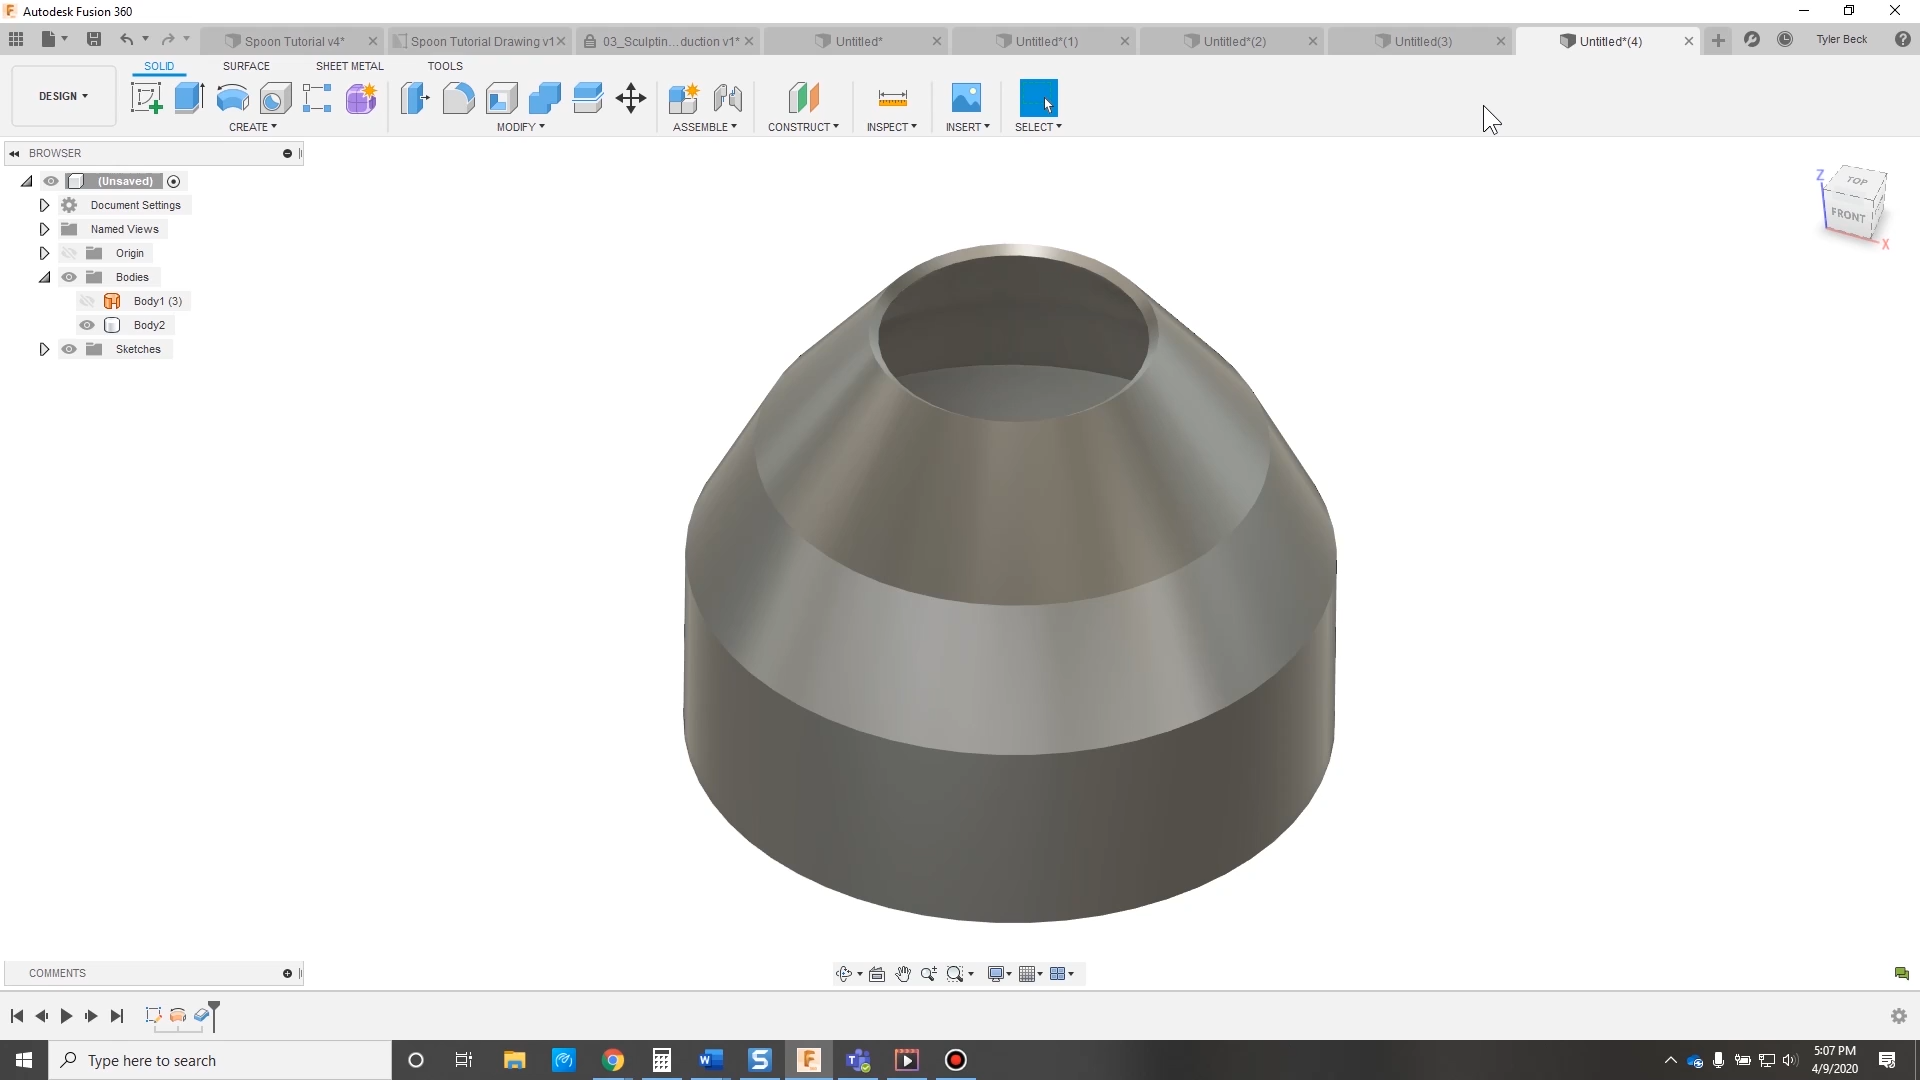 Autodesk Fusion 360
Spoon Tutorial v4*
Spoon Tutorial Drawing v1
03_Sculptin...duction v1*
Untitled*
Untitled*(1)
Untitled*(2)
Untitled(3)
Untitled*(4)
Tyler Beck
SOLID
SURFACE
SHEET METAL
TOOLS
DESIGN
CREATE
MODIFY
ASSEMBLE
CONSTRUCT
INSPECT
INSERT
SELECT
BROWSER
(Unsaved)
Document Settings
Named Views
Origin
Bodies
Body1 (3)
Body2
Sketches
Z
TOP
FRONT
X
COMMENTS
Type here to search
5:07 PM
4/9/2020